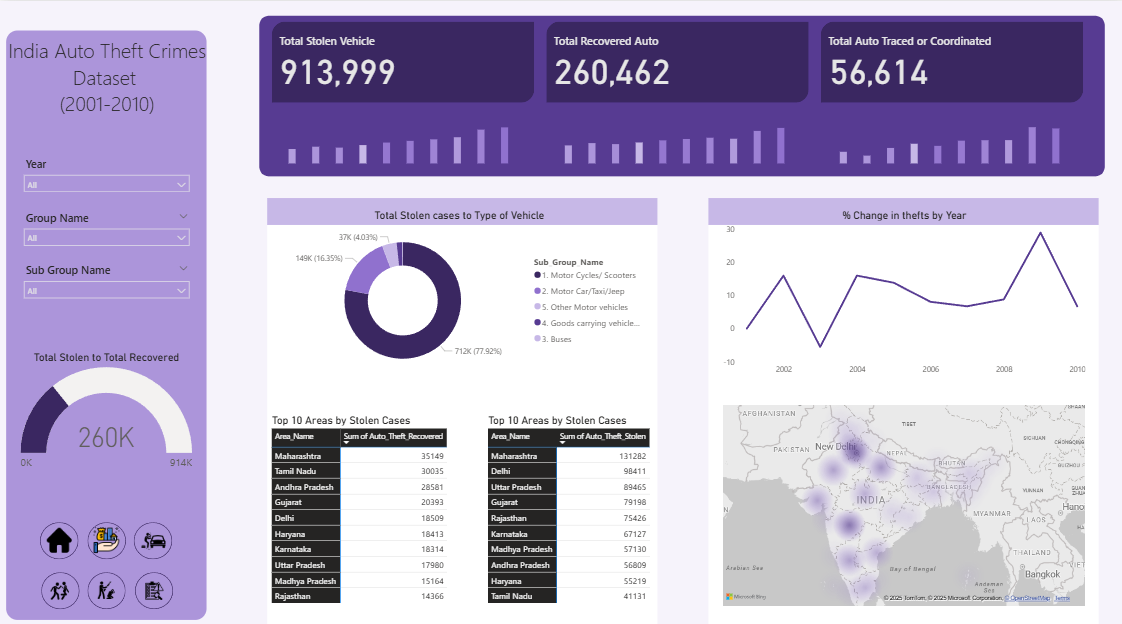 India Auto Theft Crimes
Dataset
(2001-2010)
Year
All
Group Name
All
Sub Group Name
All
Total Stolen to Total Recovered
260K
0K
914K
Total Stolen Vehicle
913,999
Total Recovered Auto
260,462
Total Auto Traced or Coordinated
56,614
Total Stolen cases to Type of Vehicle
37K (4.03%)
149K (16.35%)
712K (77.92%)
Sub_Group_Name
1. Motor Cycles/ Scooters
2. Motor Car/Taxi/Jeep
5. Other Motor vehicles
4. Goods carrying vehicle...
3. Buses
% Change in thefts by Year
30
20
10
0
-10
2002
2004
2006
2008
2010
Top 10 Areas by Stolen Cases
Area_Name Sum of Auto_Theft_Recovered
Maharashtra 35149
Tamil Nadu 30035
Andhra Pradesh 28581
Gujarat 20393
Delhi 18509
Haryana 18413
Karnataka 18314
Uttar Pradesh 17980
Madhya Pradesh 15164
Rajasthan 14366
Top 10 Areas by Stolen Cases
Area_Name Sum of Auto_Theft_Stolen
Maharashtra 131282
Delhi 98411
Uttar Pradesh 89465
Gujarat 79198
Rajasthan 75426
Karnataka 67127
Madhya Pradesh 57130
Andhra Pradesh 56809
Haryana 55219
Tamil Nadu 41131
AFGHANISTAN
TIBET
SICHUAN
CHONGQING
PAKISTAN
New Delhi
NEPAL
BHUTAN
GUIZHOU
BANGLADESH
YUNNAN
INDIA
MYANMAR
Hanoi
LAOS
THAILAND
Bangkok
Arabian Sea
Bay of Bengal
Andaman
Sea
Microsoft Bing
© 2025 TomTom, © 2025 Microsoft Corporation, © OpenStreetMap Terms